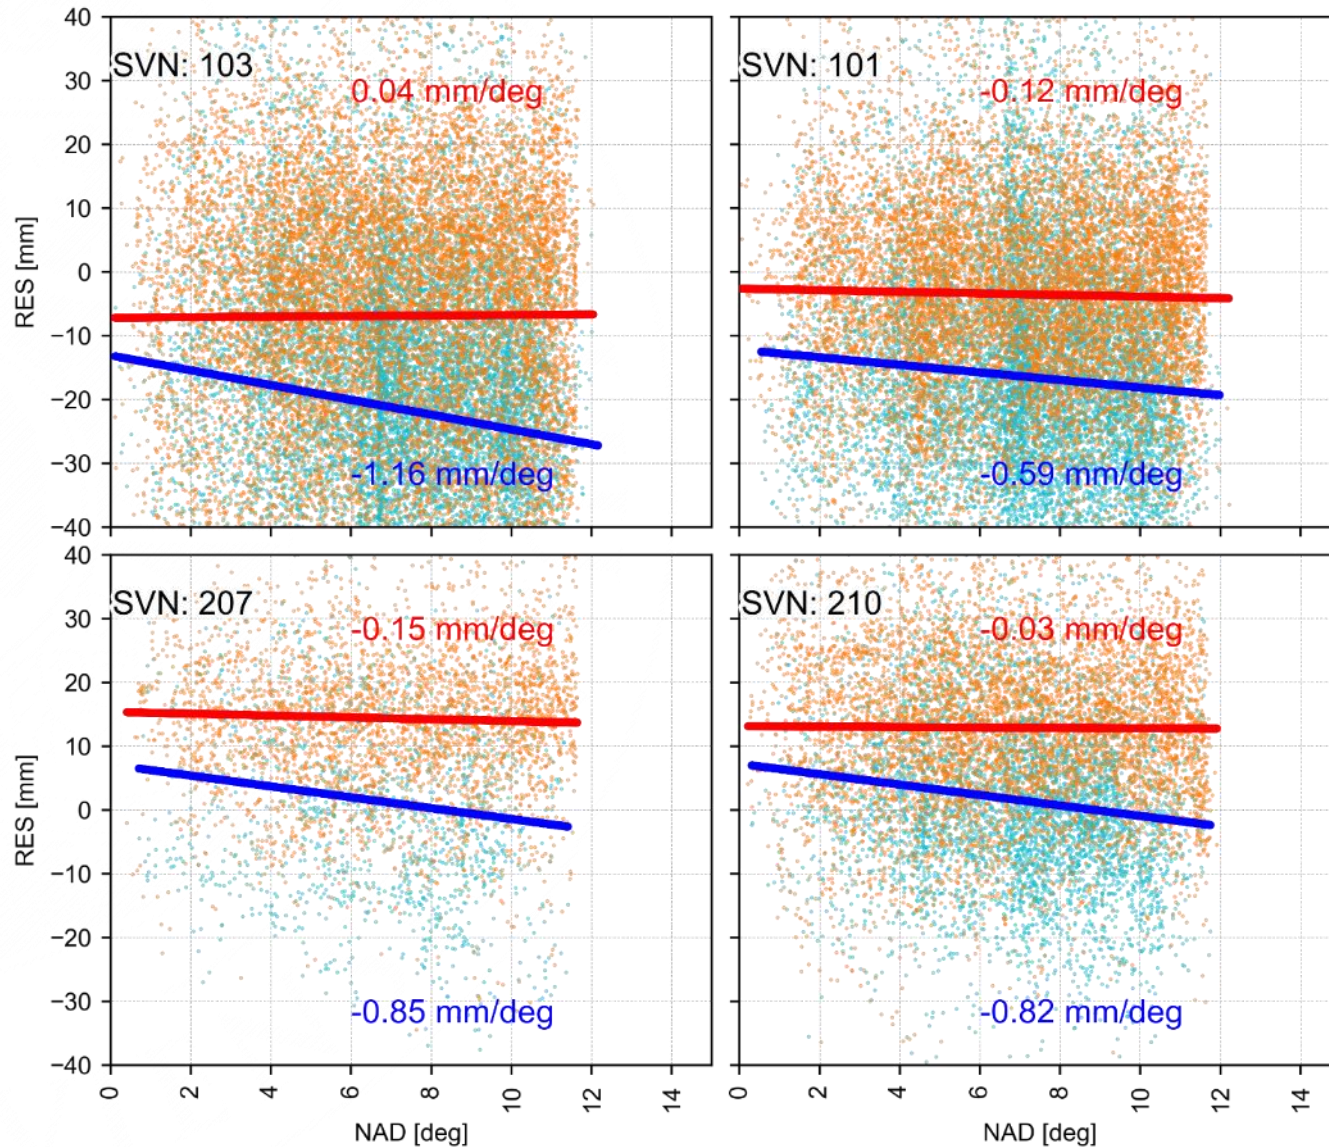 40
30
20
10
0
−10
−20
−30
−40
RES [mm]
SVN: 103
0.04 mm/deg
-1.16 mm/deg
SVN: 101
-0.12 mm/deg
-0.59 mm/deg
40
30
20
10
0
−10
−20
−30
−40
RES [mm]
SVN: 207
-0.15 mm/deg
-0.85 mm/deg
SVN: 210
-0.03 mm/deg
-0.82 mm/deg
0 2 4 6 8 10 12 14
NAD [deg]
0 2 4 6 8 10 12 14
NAD [deg]